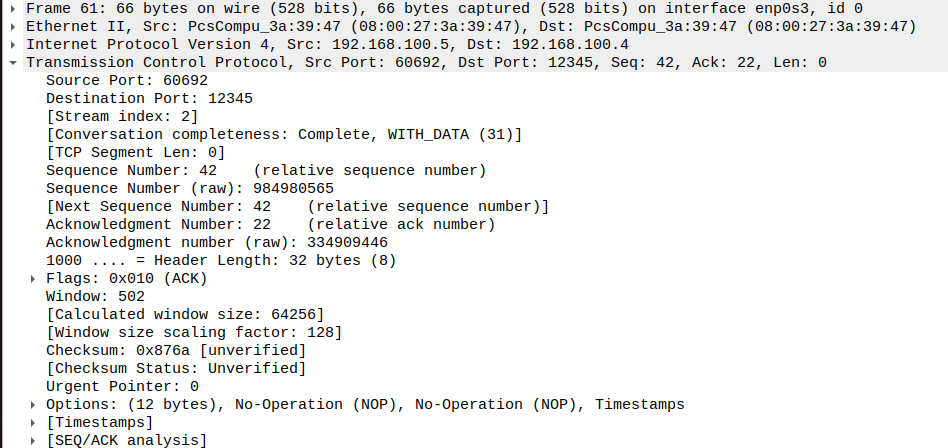 Frame 61: 66 bytes on wire (528 bits), 66 bytes captured (528 bits) on interface enp0s3, id 0
Ethernet II, Src: PcsCompu_3a:39:47 (08:00:27:3a:39:47), Dst: PcsCompu_3a:39:47 (08:00:27:3a:39:47)
Internet Protocol Version 4, Src: 192.168.100.5, Dst: 192.168.100.4
Transmission Control Protocol, Src Port: 60692, Dst Port: 12345, Seq: 42, Ack: 22, Len: 0
Source Port: 60692
Destination Port: 12345
[Stream index: 2]
[Conversation completeness: Complete, WITH_DATA (31)]
[TCP Segment Len: 0]
Sequence Number: 42    (relative sequence number)
Sequence Number (raw): 984980565
[Next Sequence Number: 42    (relative sequence number)]
Acknowledgment Number: 22    (relative ack number)
Acknowledgment number (raw): 334909446
1000 .... = Header Length: 32 bytes (8)
Flags: 0x010 (ACK)
Window: 502
[Calculated window size: 64256]
[Window size scaling factor: 128]
Checksum: 0x876a [unverified]
[Checksum Status: Unverified]
Urgent Pointer: 0
Options: (12 bytes), No-Operation (NOP), No-Operation (NOP), Timestamps
[Timestamps]
[SEQ/ACK analysis]